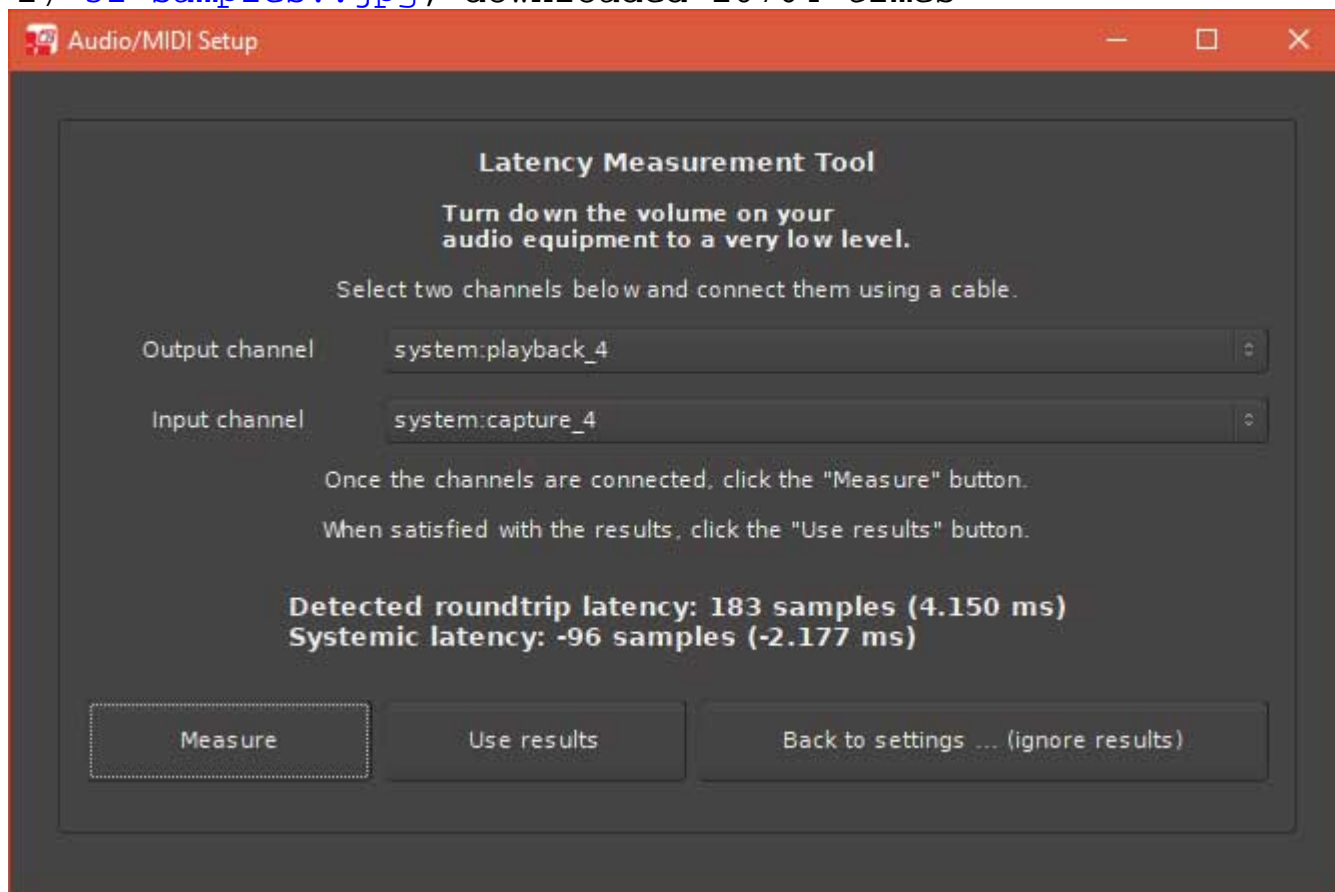 Audio/MIDI Setup
Latency Measurement Tool
Turn down the volume on your
audio equipment to a very low level.
Select two channels below and connect them using a cable.
Output channel system:playback_4
Input channel system:capture_4
Once the channels are connected, click the "Measure" button.
When satisfied with the results, click the "Use results" button.
Detected roundtrip latency: 183 samples (4.150 ms)
Systemic latency: -96 samples (-2.177 ms)
Measure Use results Back to settings ... (ignore results)